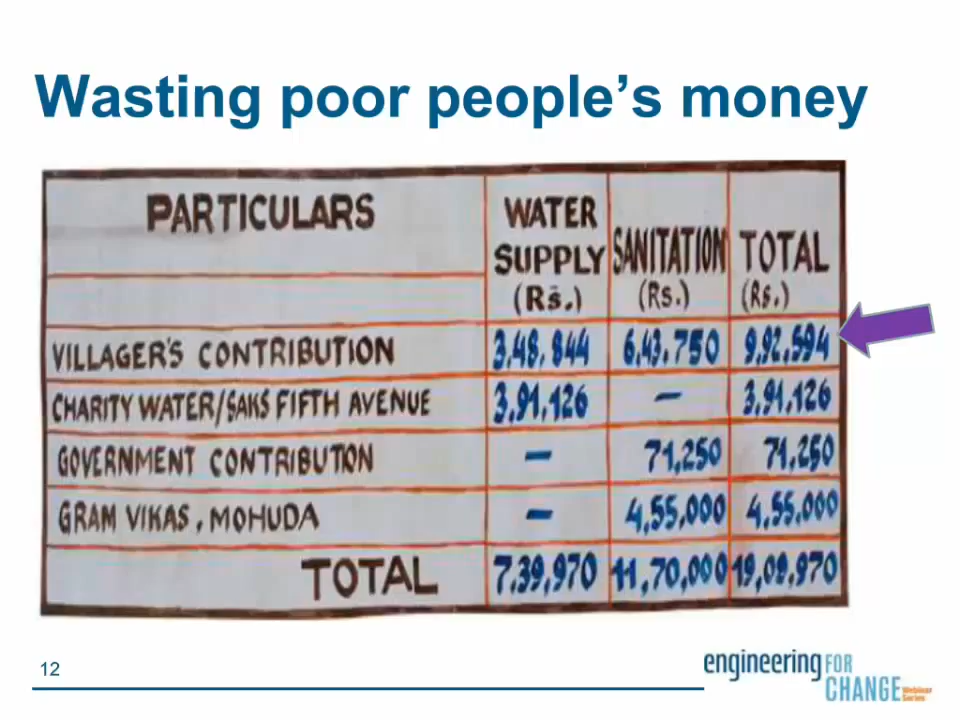 Wasting poor people's money
PARTICULARS WATER SUPPLY (Rs.) SANITATION (Rs.) TOTAL (Rs.)
VILLAGER'S CONTRIBUTION 3,48,844 6,43,750 9,92,594
CHARITY WATER/SAKS FIFTH AVENUE 3,91,126 — 3,91,126
GOVERNMENT CONTRIBUTION — 71,250 71,250
GRAM VIKAS, MOHUDA — 4,55,000 4,55,000
TOTAL 7,39,970 11,70,000 19,09,970
12
engineering FOR
CHANGE Webinar
Series